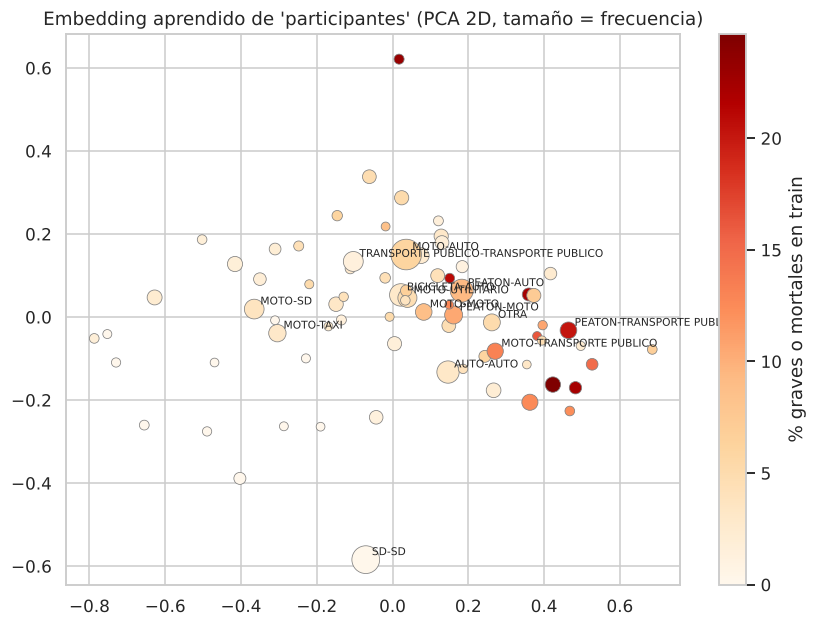 Embedding aprendido de 'participantes' (PCA 2D, tamaño = frecuencia)
0.6
0.4
0.2
0.0
−0.2
−0.4
−0.6
MOTO-AUTO
TRANSPORTE PUBLICO-TRANSPORTE PUBLICO
PEATON-AUTO
BICICLETA-AUTO
MOTO-UTILITARIO
MOTO-SD
MOTO-MOTO
PEATON-MOTO
OTRA
MOTO-TAXI
PEATON-TRANSPORTE PUBL
MOTO-TRANSPORTE PUBLICO
AUTO-AUTO
SD-SD
−0.8
−0.6
−0.4
−0.2
0.0
0.2
0.4
0.6
20
15
10
5
0
% graves o mortales en train